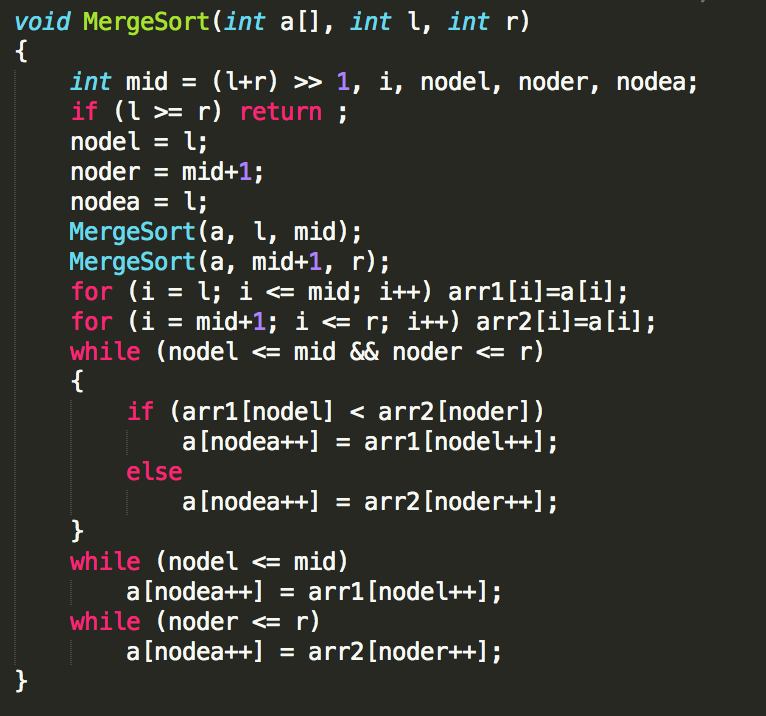 void MergeSort(int a[], int l, int r)
{
    int mid = (l+r) >> 1, i, nodel, noder, nodea;
    if (l >= r) return ;
    nodel = l;
    noder = mid+1;
    nodea = l;
    MergeSort(a, l, mid);
    MergeSort(a, mid+1, r);
    for (i = l; i <= mid; i++) arr1[i]=a[i];
    for (i = mid+1; i <= r; i++) arr2[i]=a[i];
    while (nodel <= mid && noder <= r)
    {
        if (arr1[nodel] < arr2[noder])
            a[nodea++] = arr1[nodel++];
        else
            a[nodea++] = arr2[noder++];
    }
    while (nodel <= mid)
        a[nodea++] = arr1[nodel++];
    while (noder <= r)
        a[nodea++] = arr2[noder++];
}